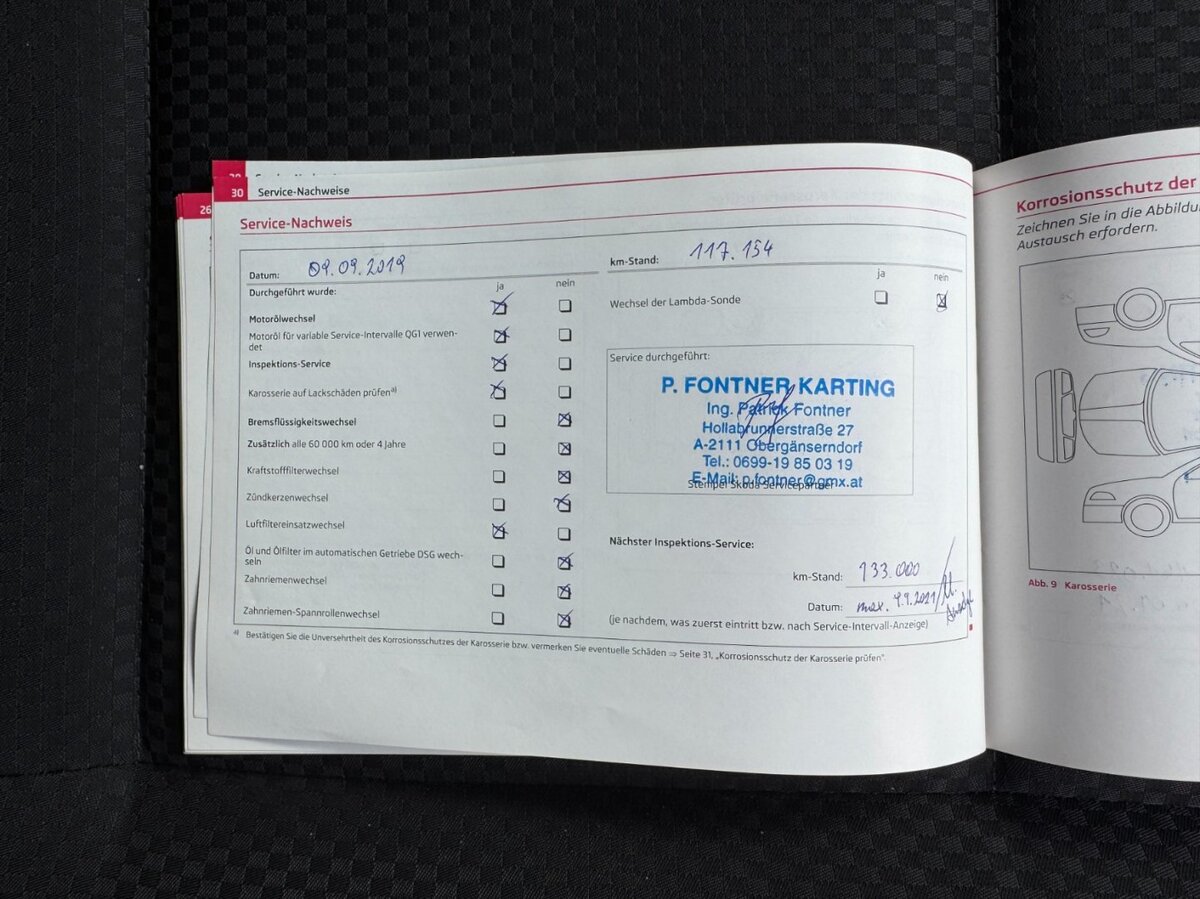 30 Service-Nachweise
26
Service-Nachweis
Datum: 09.09.2019
km-Stand: 117.154
Durchgeführt wurde: ja nein
ja nein
Motorölwechsel
Motoröl für variable Service-Intervalle QG1 verwen-
det
Inspektions-Service
Karosserie auf Lackschäden prüfen a)
Bremsflüssigkeitswechsel
Zusätzlich alle 60 000 km oder 4 Jahre
Kraftstofffilterwechsel
Zündkerzenwechsel
Luftfiltereinsatzwechsel
Öl und Ölfilter im automatischen Getriebe DSG wech-
seln
Zahnriemenwechsel
Zahnriemen-Spannrollenwechsel
Wechsel der Lambda-Sonde
Service durchgeführt:
P. FONTNER KARTING
Ing. Patrick Fontner
Hollabrunnerstraße 27
A-2111 Obergänserndorf
Tel.: 0699-19 85 03 19
E-Mail: p.fontner@gmx.at
Stempel Škoda Servicepartner
Nächster Inspektions-Service:
km-Stand: 133.000
Datum: max. 9.9.2021/
(je nachdem, was zuerst eintritt bzw. nach Service-Intervall-Anzeige)
a) Bestätigen Sie die Unversehrtheit des Korrosionsschutzes der Karosserie bzw. vermerken Sie eventuelle Schäden ⇒ Seite 31, „Korrosionsschutz der Karosserie prüfen“.
Korrosionsschutz der
Zeichnen Sie in die Abbildu
Austausch erfordern.
Abb. 9 Karosserie